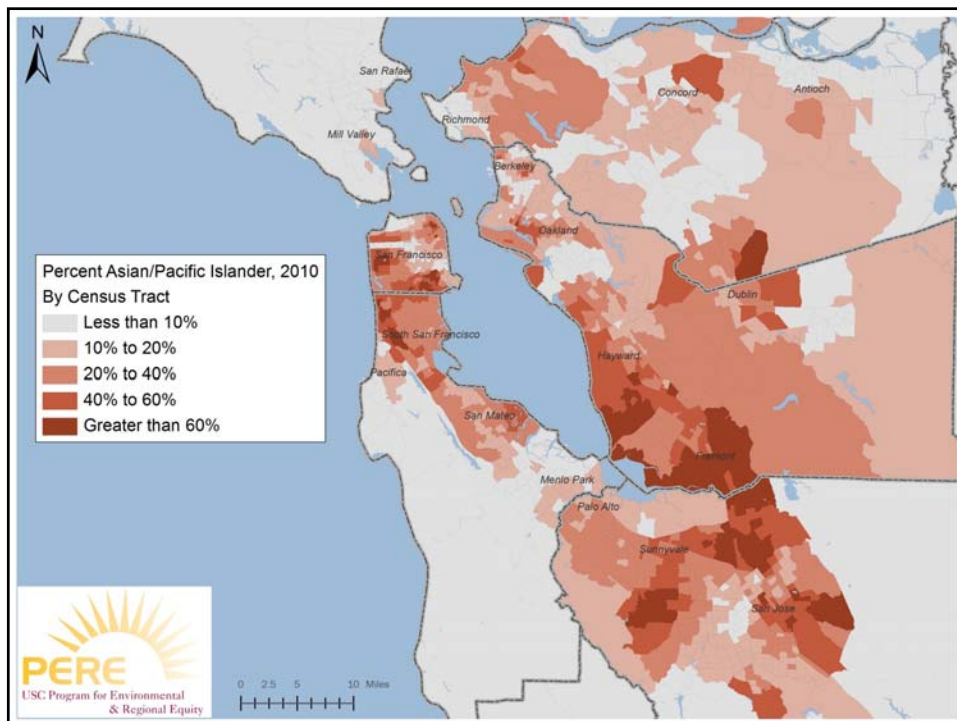 N
San Rafael
Concord
Antioch
Richmond
Mill Valley
Berkeley
Oakland
San Francisco
Percent Asian/Pacific Islander, 2010
By Census Tract
Less than 10%
10% to 20%
20% to 40%
40% to 60%
Greater than 60%
Dublin
South San Francisco
Hayward
Pacifica
San Mateo
Fremont
Menlo Park
Palo Alto
Sunnyvale
San Jose
PERE
USC Program for Environmental
& Regional Equity
0 2.5 5 10 Miles